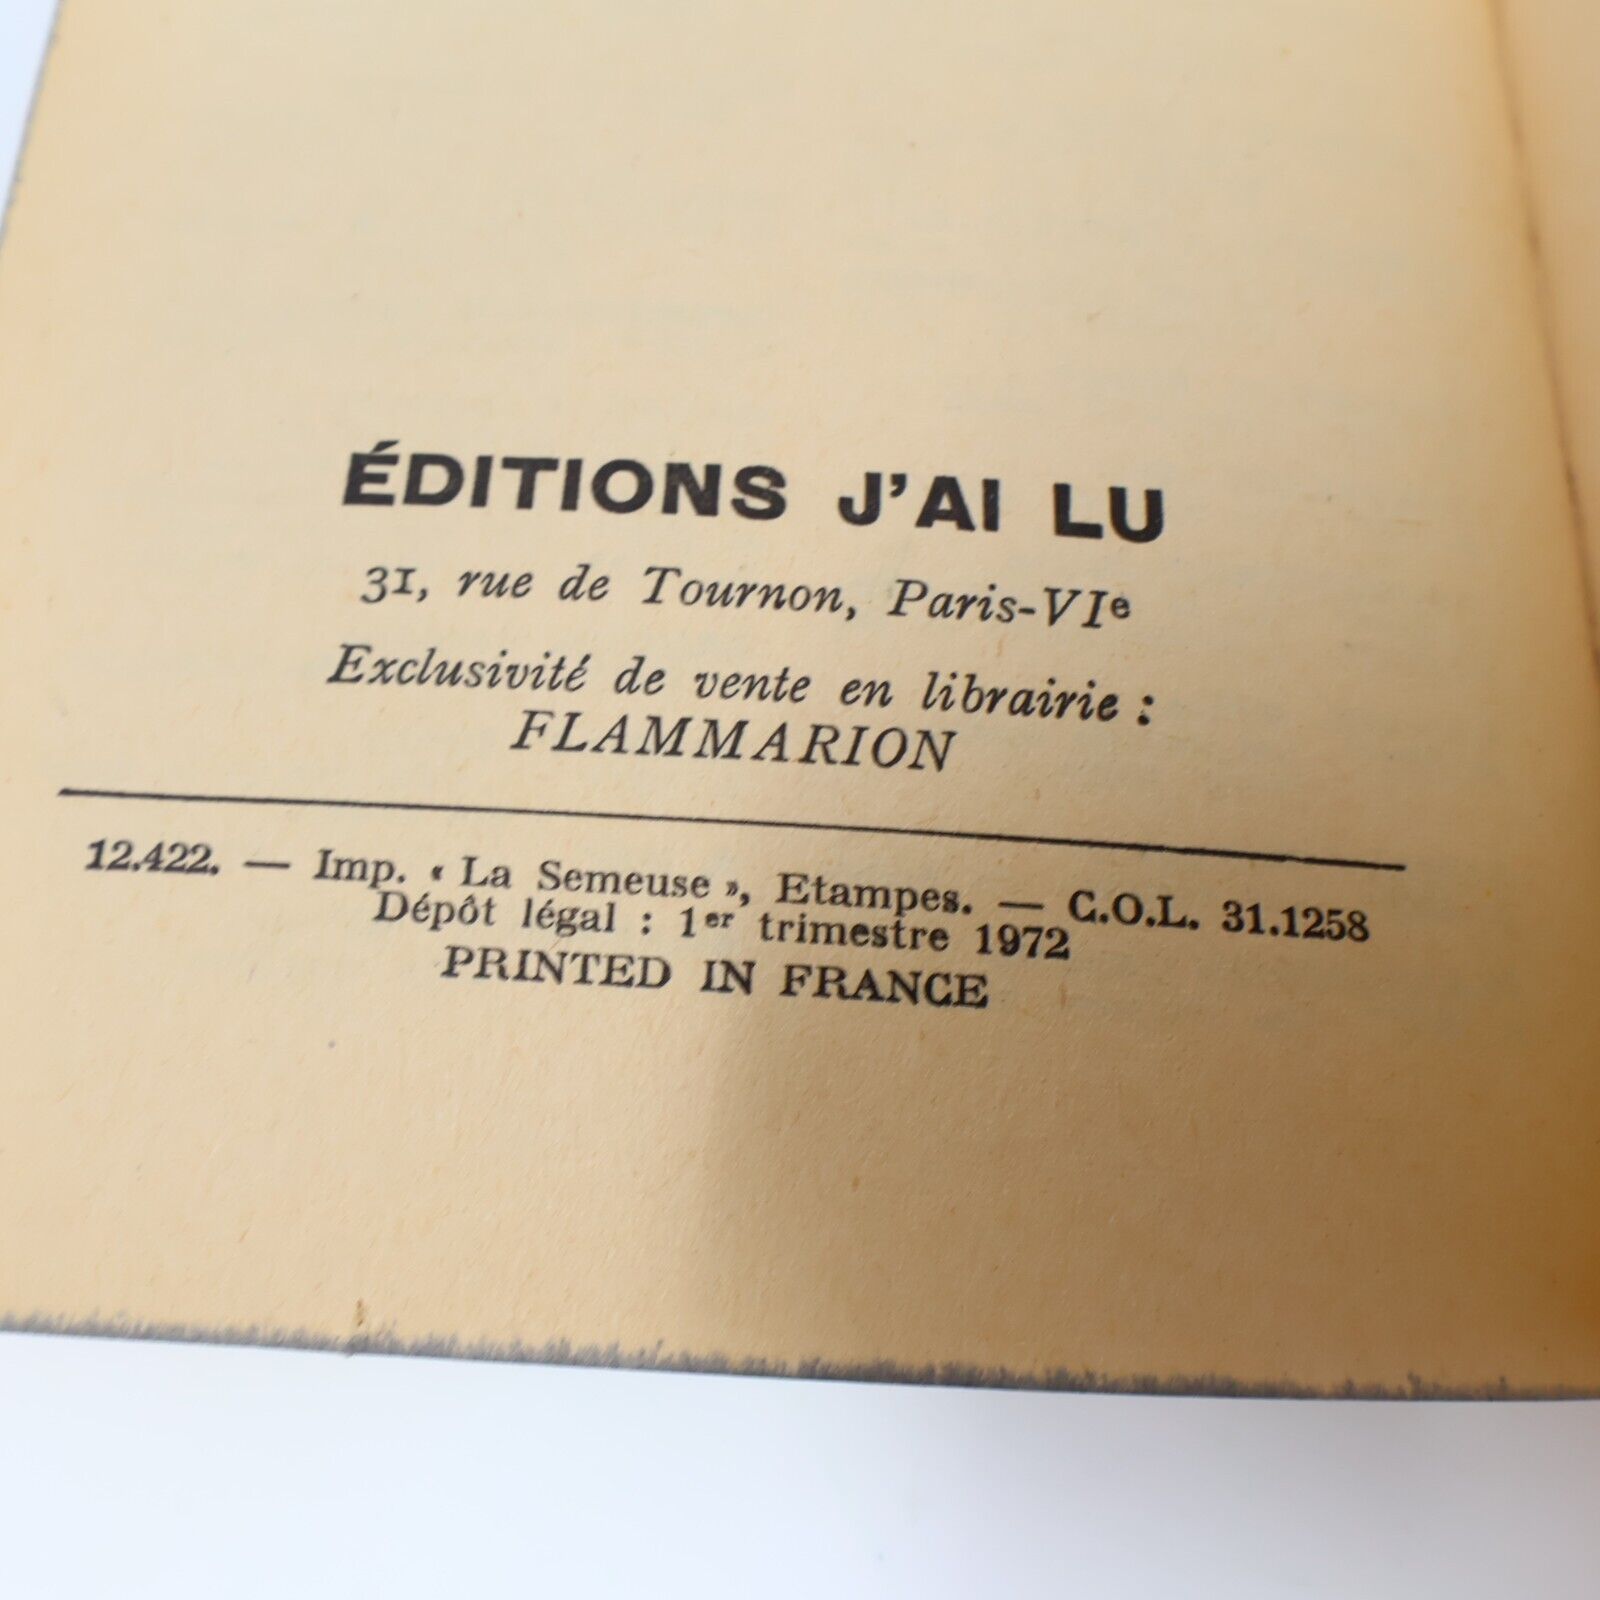 ÉDITIONS J'AI LU
31, rue de Tournon, Paris-VIe
Exclusivité de vente en librairie :
FLAMMARION
12.422. — Imp. « La Semeuse », Etampes. — C.O.L. 31.1258
Dépôt légal : 1er trimestre 1972
PRINTED IN FRANCE